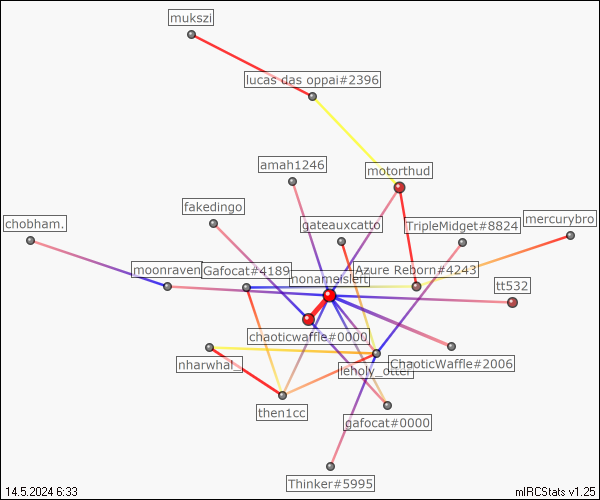 mukszi
lucas das oppai#2396
amah1246
motorthud
fakedingo
chobham.
gateauxcatto
TripleMidget#8824
mercurybro
moonraven
Gafocat#4189
Azure Reborn#4243
nonameisleft
tt532
chaoticwaffle#0000
nharwhal_
leholy_otter
ChaoticWaffle#2006
then1cc
gafocat#0000
Thinker#5995
14.5.2024 6:33
mIRCStats v1.25